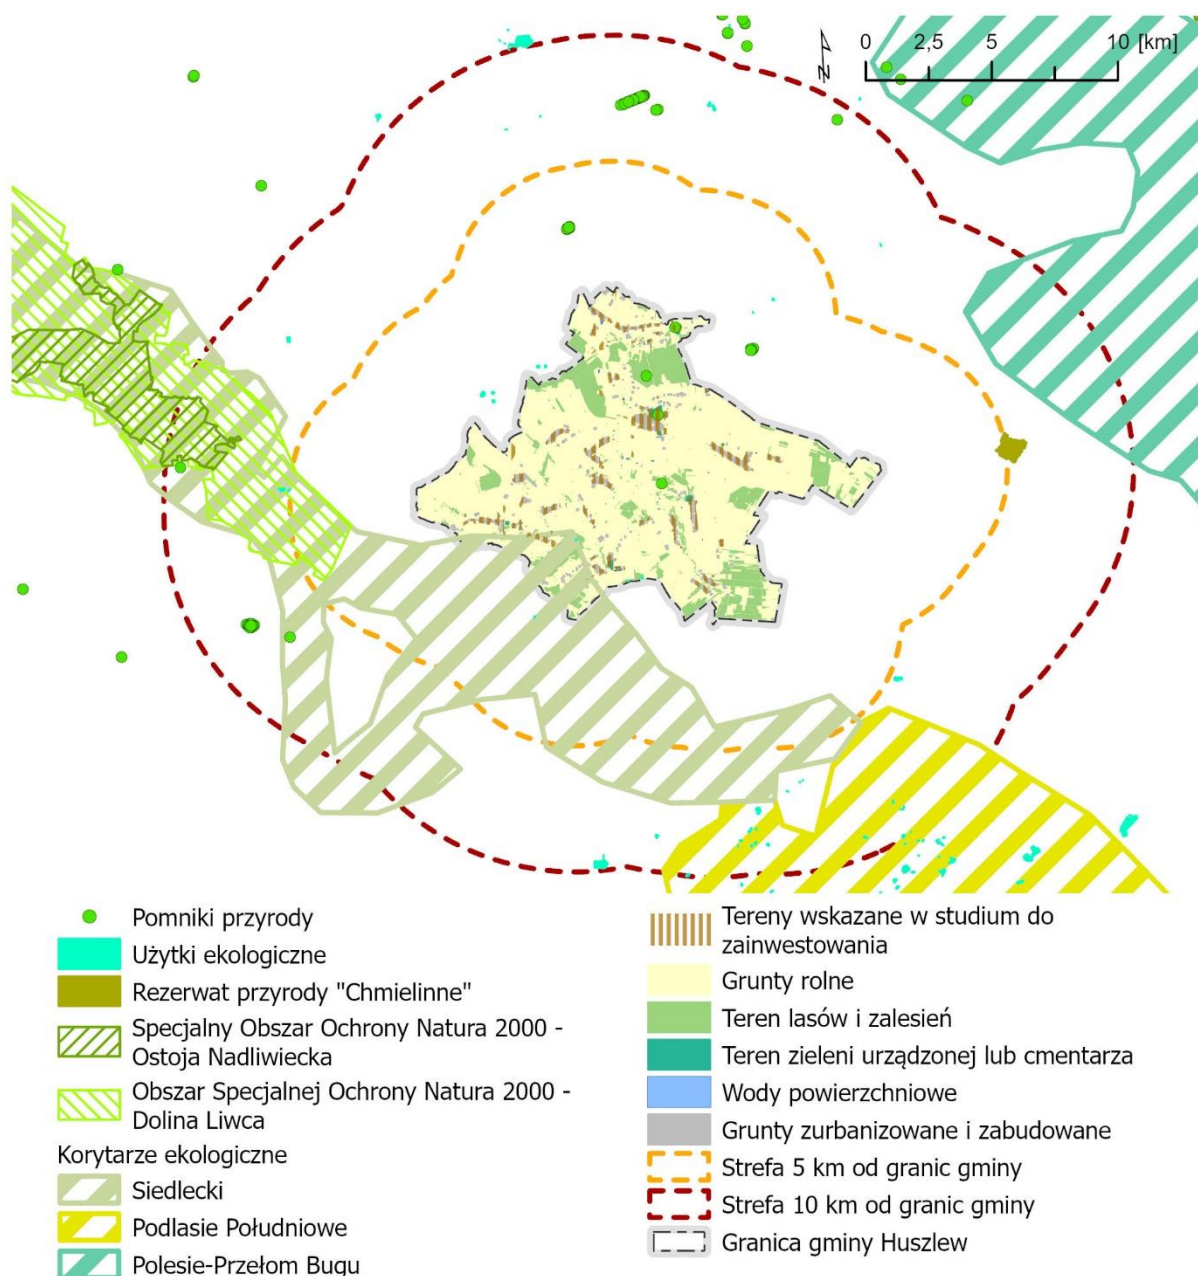 N
0 2,5 5 10 [km]
Pomniki przyrody
Użytki ekologiczne
Rezerwat przyrody "Chmielinne"
Specjalny Obszar Ochrony Natura 2000 -
Ostoja Nadliwiecka
Obszar Specjalnej Ochrony Natura 2000 -
Dolina Liwca
Korytarze ekologiczne
Siedlecki
Podlasie Południowe
Polesie-Przełom Bugu
Tereny wskazane w studium do
zainwestowania
Grunty rolne
Teren lasów i zalesień
Teren zieleni urządzonej lub cmentarza
Wody powierzchniowe
Grunty zurbanizowane i zabudowane
Strefa 5 km od granic gminy
Strefa 10 km od granic gminy
Granica gminy Huszlew